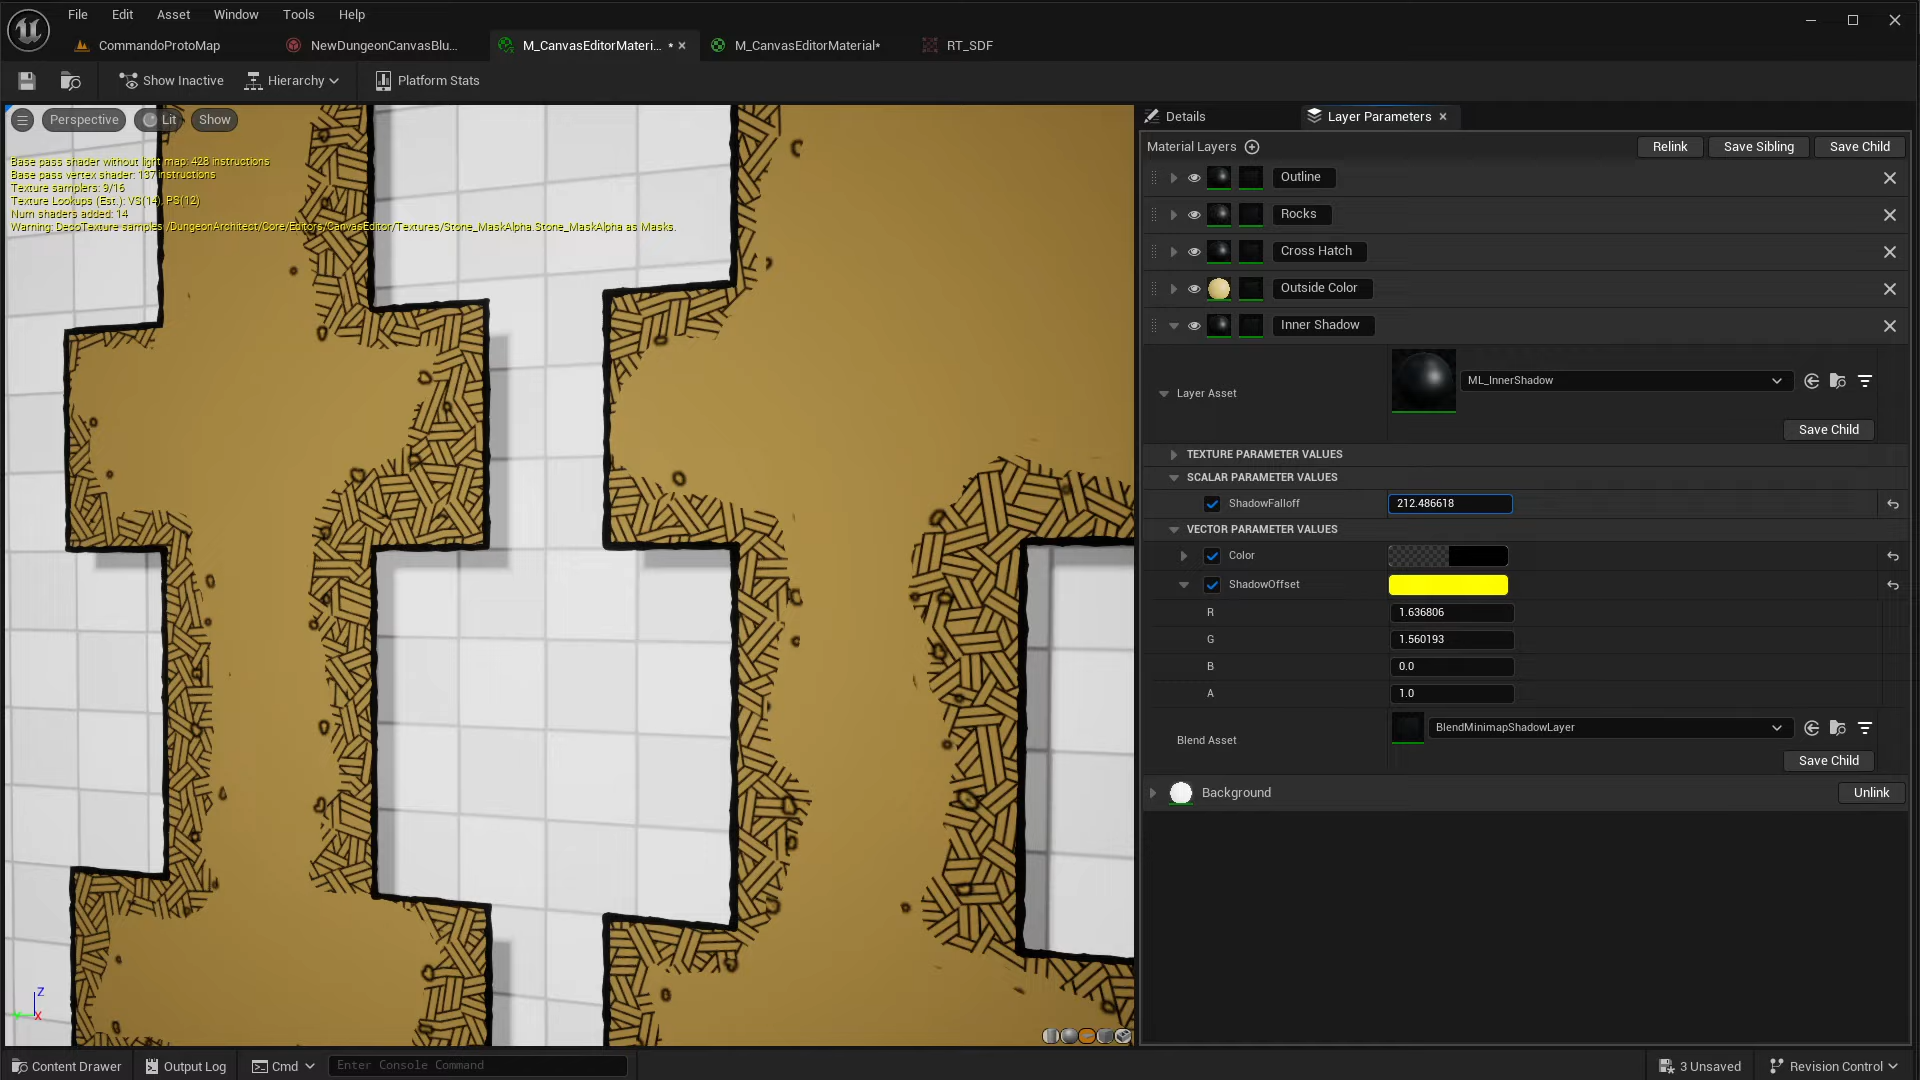 File Edit Asset Window Tools Help
CommandoProtoMap NewDungeonCanvasBlu... M_CanvasEditorMateri... * M_CanvasEditorMaterial* RT_SDF
Show Inactive Hierarchy Platform Stats
Perspective Lit Show
Base pass shader without light map: 428 instructions
Base pass vertex shader: 137 instructions
Texture samplers: 9/16
Texture Lookups (Est.): VS(14), PS(12)
Num shaders added: 14
Warning: DecoTexture samples /DungeonArchitect/Core/Editors/CanvasEditor/Textures/Stone_MaskAlpha.Stone_MaskAlpha as Masks.
Z
Y X
Details Layer Parameters
Material Layers Relink Save Sibling Save Child
Outline
Rocks
Cross Hatch
Outside Color
Inner Shadow
Layer Asset ML_InnerShadow
Save Child
TEXTURE PARAMETER VALUES
SCALAR PARAMETER VALUES
ShadowFalloff 212.486618
VECTOR PARAMETER VALUES
Color
ShadowOffset
R 1.636806
G 1.560193
B 0.0
A 1.0
Blend Asset BlendMinimapShadowLayer
Save Child
Background Unlink
Content Drawer Output Log Cmd Enter Console Command 3 Unsaved Revision Control